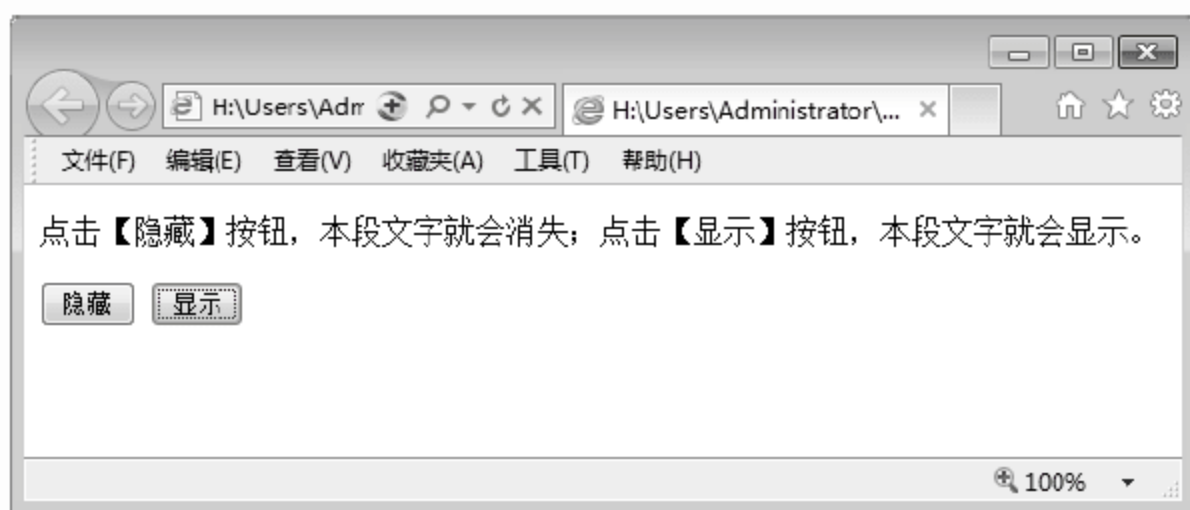 H:\Users\Adm
H:\Users\Administrator\...
文件(F) 编辑(E) 查看(V) 收藏夹(A) 工具(T) 帮助(H)
点击【隐藏】按钮，本段文字就会消失；点击【显示】按钮，本段文字就会显示。
隐藏 显示
100%